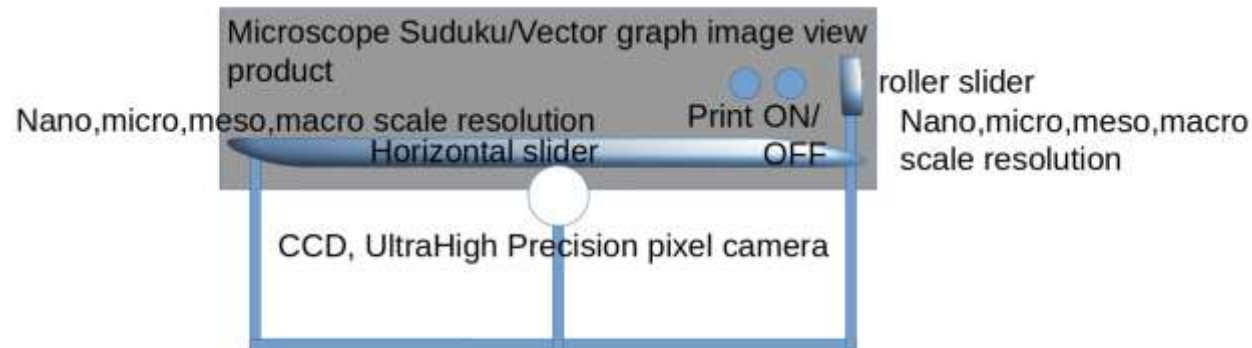 Microscope Suduku/Vector graph image view
product
roller slider
Nano,micro,meso,macro scale resolution
Print ON/
OFF
Nano,micro,meso,macro
scale resolution
Horizontal slider
CCD, UltraHigh Precision pixel camera